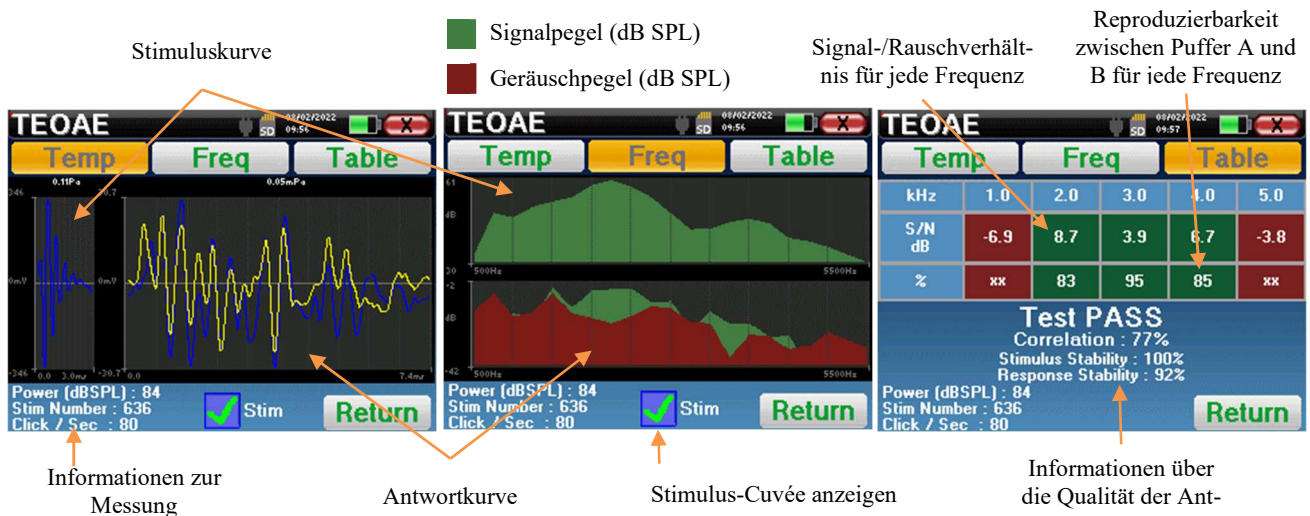 Stimuluskurve
Signalpegel (dB SPL)
Geräuschpegel (dB SPL)
Signal-/Rauschverhält-
nis für jede Frequenz
Reproduzierbarkeit
zwischen Puffer A und
B für jede Frequenz
TEOAE
SD
08/02/2022
09:56
X
Temp
Freq
Table
0.11Pa
0.05mPa
346
30.7
0mV
0mV
-346
-30.7
0.0
3.0ms
0.0
7.4ms
Power (dBSPL) : 84
Stim Number : 636
Click / Sec : 80
Stim
Return
TEOAE
SD
08/02/2022
09:56
X
Temp
Freq
Table
61
dB
30
500Hz
5500Hz
-2
dB
-42
500Hz
5500Hz
Power (dBSPL) : 84
Stim Number : 636
Click / Sec : 80
Stim
Return
TEOAE
SD
08/02/2022
09:57
X
Temp
Freq
Table
kHz 1.0 2.0 3.0 4.0 5.0
S/N
dB
-6.9 8.7 3.9 6.7 -3.8
% xx 83 95 85 xx
Test PASS
Correlation : 77%
Stimulus Stability : 100%
Response Stability : 92%
Power (dBSPL) : 84
Stim Number : 636
Click / Sec : 80
Return
Informationen zur
Messung
Antwortkurve
Stimulus-Cuvée anzeigen
Informationen über
die Qualität der Ant-